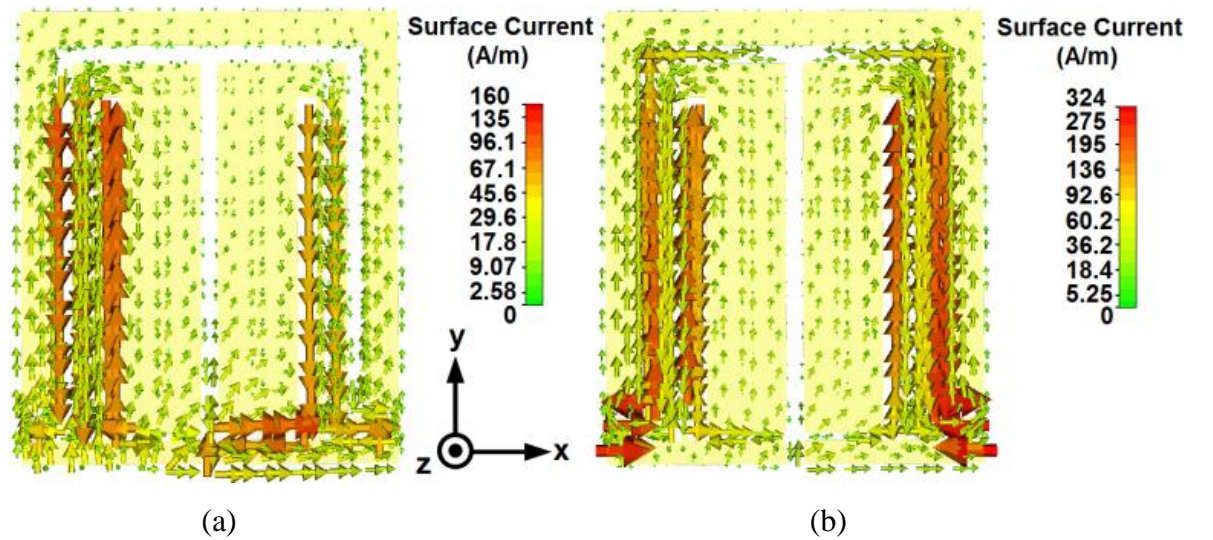 Surface Current
(A/m)
160
135
96.1
67.1
45.6
29.6
17.8
9.07
2.58
0
y
z
x
Surface Current
(A/m)
324
275
195
136
92.6
60.2
36.2
18.4
5.25
0
(a)
(b)